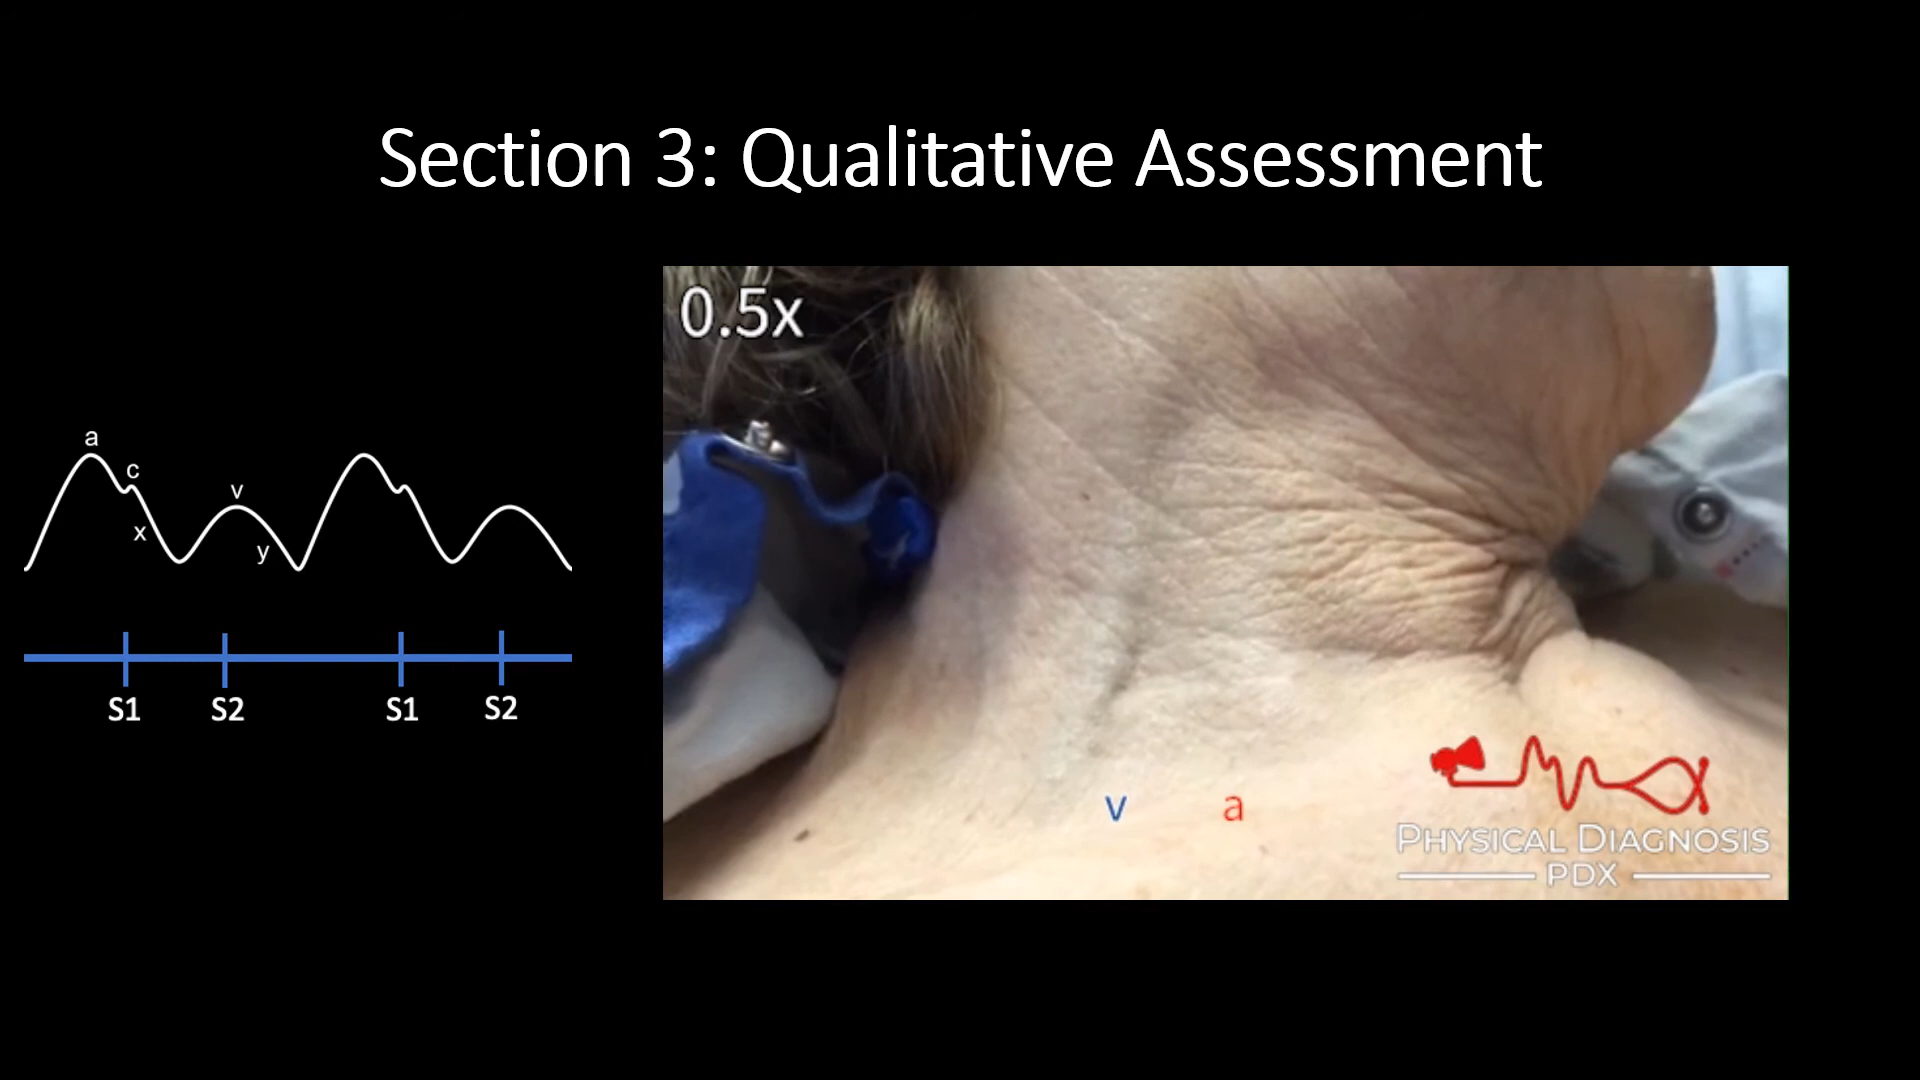 Section 3: Qualitative Assessment
0.5x
a
c
v
x
y
S1 S2 S1 S2
v a
PHYSICAL DIAGNOSIS
PDX